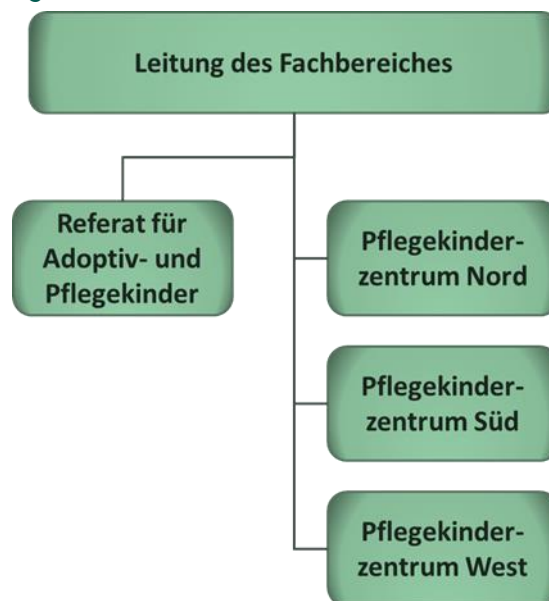 Leitung des Fachbereiches
Referat für
Adoptiv- und
Pflegekinder
Pflegekinder-
zentrum Nord
Pflegekinder-
zentrum Süd
Pflegekinder-
zentrum West